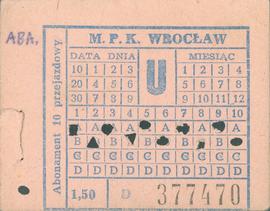 ABA.
M. P. K. WROCŁAW
Abonament 10 przejazdowy
DATA DNIA U MIESIĄC
10 1 2 3 1 2 3 4
20 4 5 6 5 6 7 8
30 7 8 9 9 10 11 12
1 2 3 4 5 6 7 8 9 10
A A A A A
B B B B B B B
C C C C C C C C C C
D D D D D D D D D D
1,50 D 377470